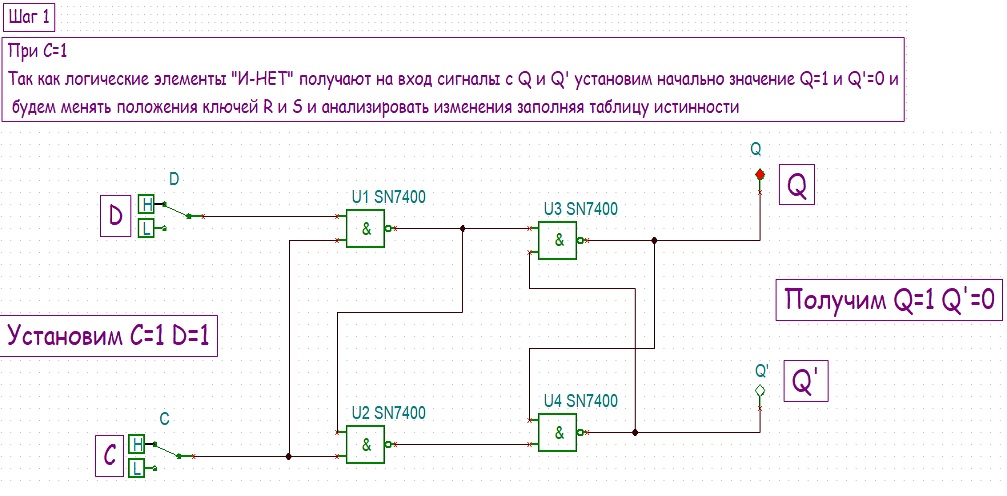 Шаг 1
При C=1
Так как логические элементы "И-НЕТ" получают на вход сигналы с Q и Q' установим начально значение Q=1 и Q'=0 и
будем менять положения ключей R и S и анализировать изменения заполняя таблицу истинности
Q
D
Q
U1 SN7400
H
D
U3 SN7400
L
&
&
Получим Q=1 Q'=0
Установим C=1 D=1
Q'
Q'
U4 SN7400
C
U2 SN7400
H
&
C
&
L